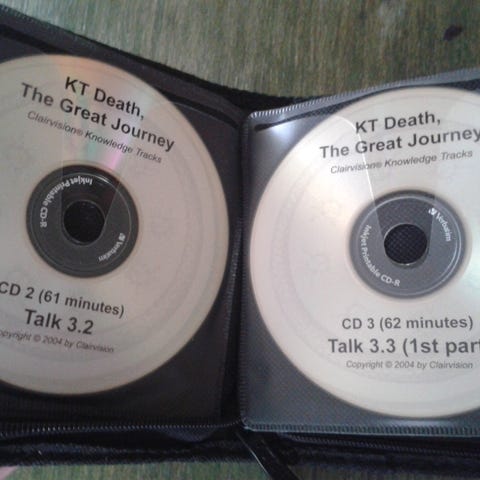 KT Death,
The Great Journey
Clairvision® Knowledge Tracks
Inkjet Printable CD-R
Verbatim
CD 2 (61 minutes)
Talk 3.2
Copyright © 2004 by Clairvision
KT Death,
The Great Journey
Clairvision® Knowledge Tracks
Verbatim
Inkjet Printable CD-R
CD 3 (62 minutes)
Talk 3.3 (1st part
Copyright © 2004 by Clairvision